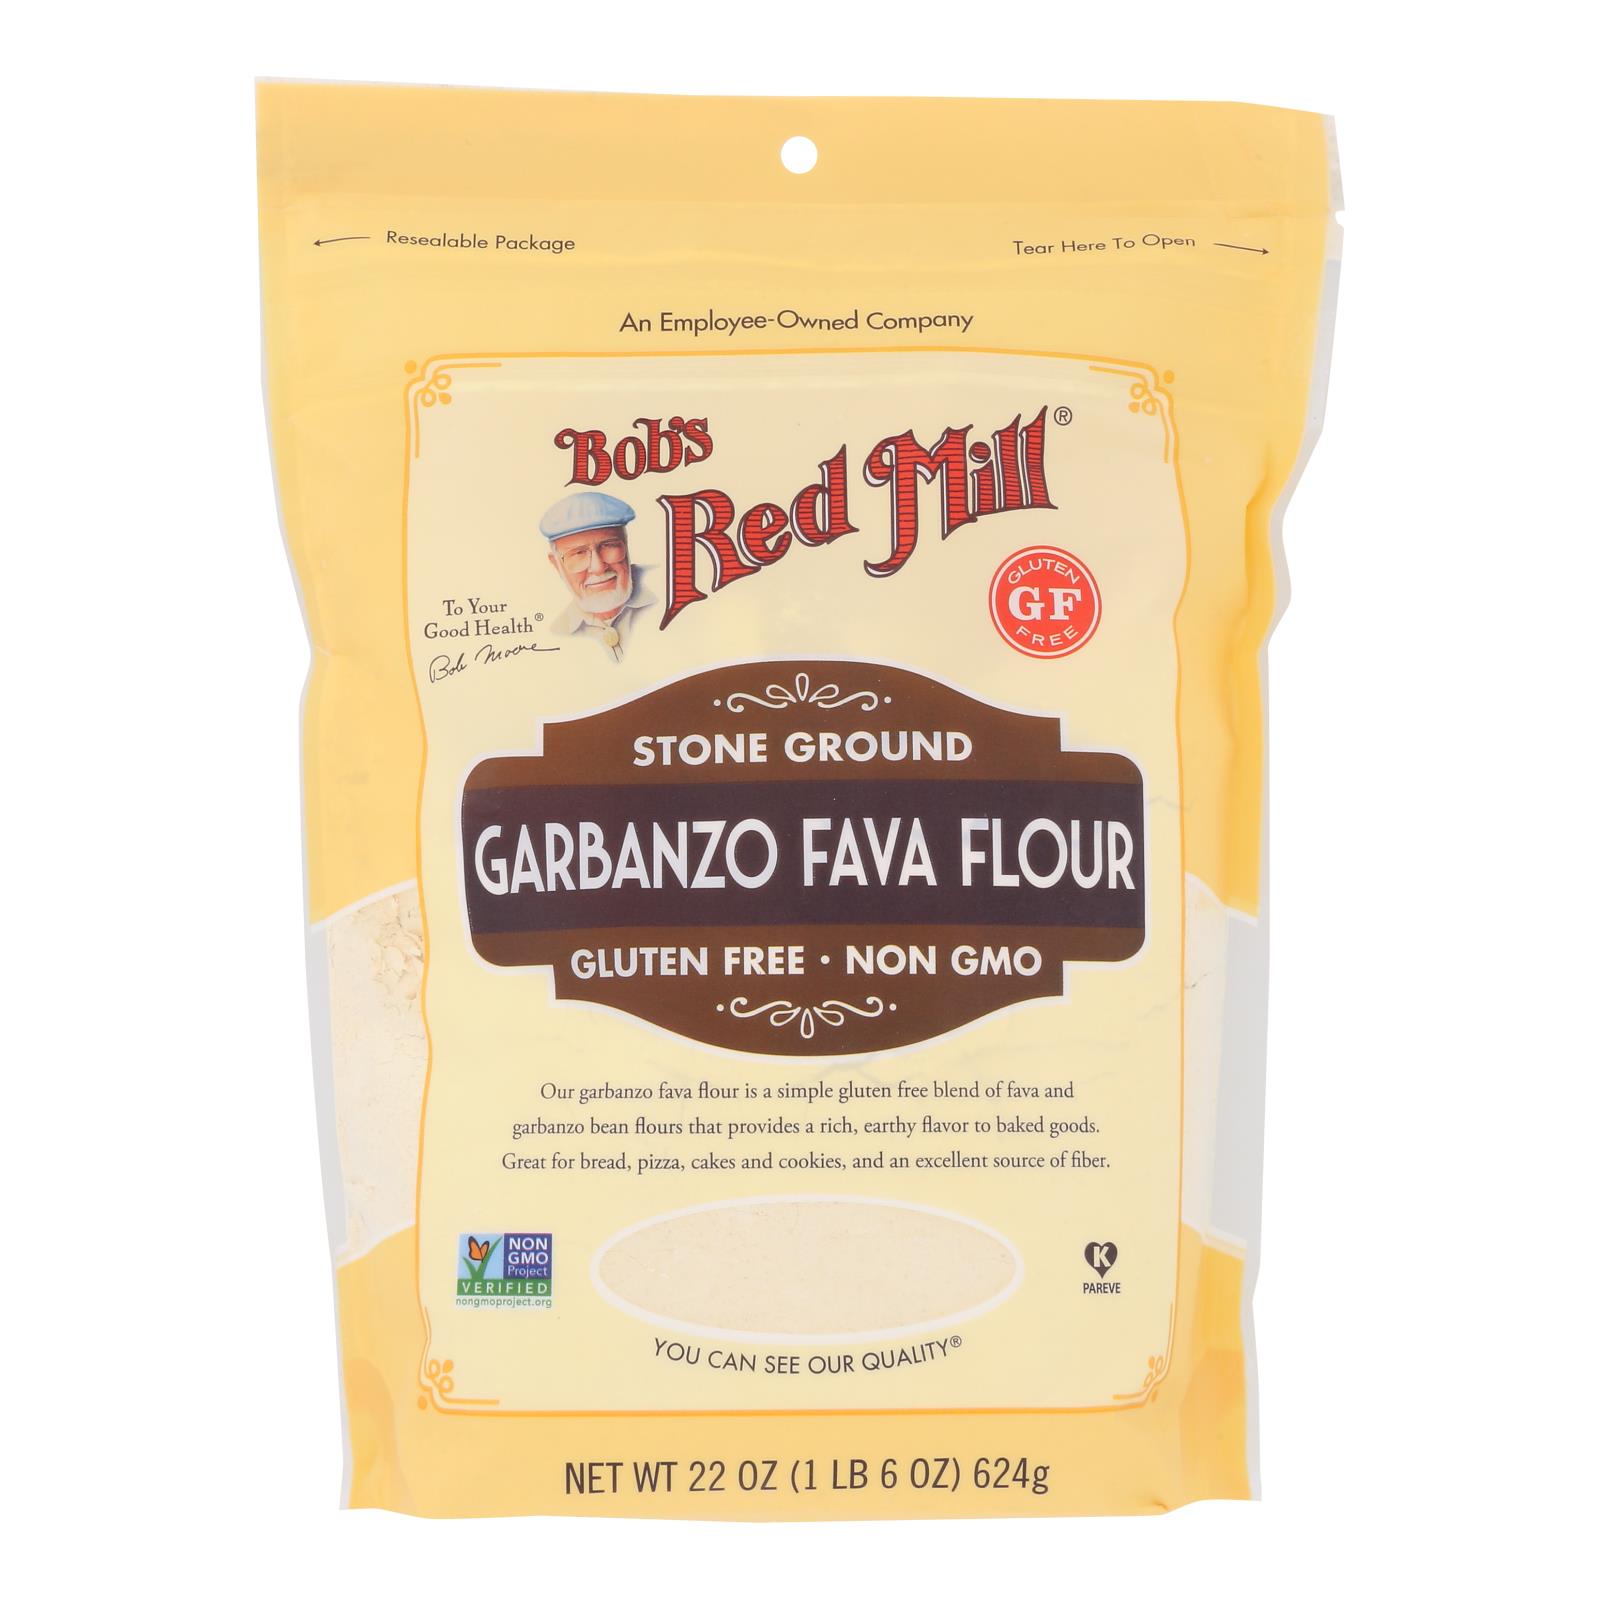 Resealable Package
Tear Here To Open
An Employee-Owned Company
Bob's
Red Mill®
GLUTEN
GF
FREE
To Your
Good Health®
Bob Moore
STONE GROUND
GARBANZO FAVA FLOUR
GLUTEN FREE • NON GMO
Our garbanzo fava flour is a simple gluten free blend of fava and
garbanzo bean flours that provides a rich, earthy flavor to baked goods.
Great for bread, pizza, cakes and cookies, and an excellent source of fiber.
NON
GMO
Project
VERIFIED
nongmoproject.org
K
PAREVE
YOU CAN SEE OUR QUALITY®
NET WT 22 OZ (1 LB 6 OZ) 624g